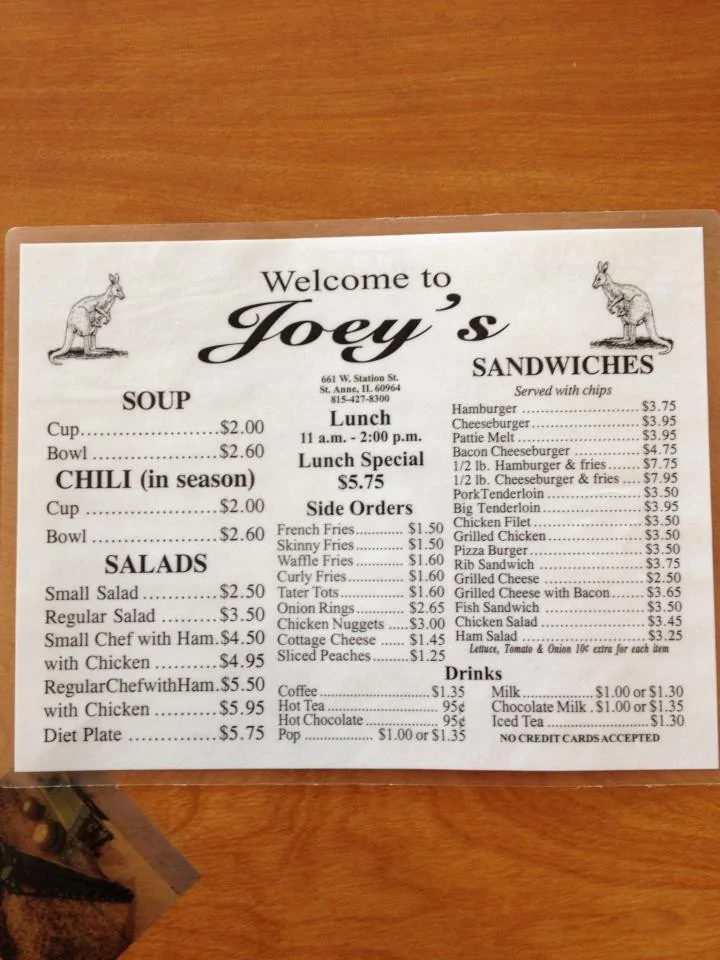 Welcome to
Joey's
661 W. Station St.
St. Anne, IL 60964
815-427-8300
SOUP
Cup.....................$2.00
Bowl ...................$2.60
CHILI (in season)
Cup ....................$2.00
Bowl ...................$2.60
SALADS
Small Salad ...........$2.50
Regular Salad ........$3.50
Small Chef with Ham.$4.50
with Chicken .........$4.95
RegularChefwithHam.$5.50
with Chicken ..........$5.95
Diet Plate ..............$5.75
Lunch
11 a.m. - 2:00 p.m.
Lunch Special
$5.75
Side Orders
French Fries............ $1.50
Skinny Fries............ $1.50
Waffle Fries ............ $1.60
Curly Fries.............. $1.60
Tater Tots............... $1.60
Onion Rings............ $2.65
Chicken Nuggets .....$3.00
Cottage Cheese ...... $1.45
Sliced Peaches.........$1.25
SANDWICHES
Served with chips
Hamburger ..........................$3.75
Cheeseburger.......................$3.95
Pattie Melt ..........................$3.95
Bacon Cheeseburger ..............$4.75
1/2 lb. Hamburger & fries.......$7.75
1/2 lb. Cheeseburger & fries ....$7.95
PorkTenderloin .....................$3.50
Big Tenderloin......................$3.95
Chicken Filet........................$3.50
Grilled Chicken.....................$3.50
Pizza Burger.........................$3.50
Rib Sandwich .......................$3.75
Grilled Cheese ......................$2.50
Grilled Cheese with Bacon.......$3.65
Fish Sandwich ......................$3.50
Chicken Salad ......................$3.45
Ham Salad ..........................$3.25
Lettuce, Tomato & Onion 10¢ extra for each item
Drinks
Coffee..........................$1.35
Hot Tea .......................... 95¢
Hot Chocolate.................. 95¢
Pop ................ $1.00 or $1.35
Milk......................$1.00 or $1.30
Chocolate Milk .$1.00 or $1.35
Iced Tea ........................$1.30
NO CREDIT CARDS ACCEPTED